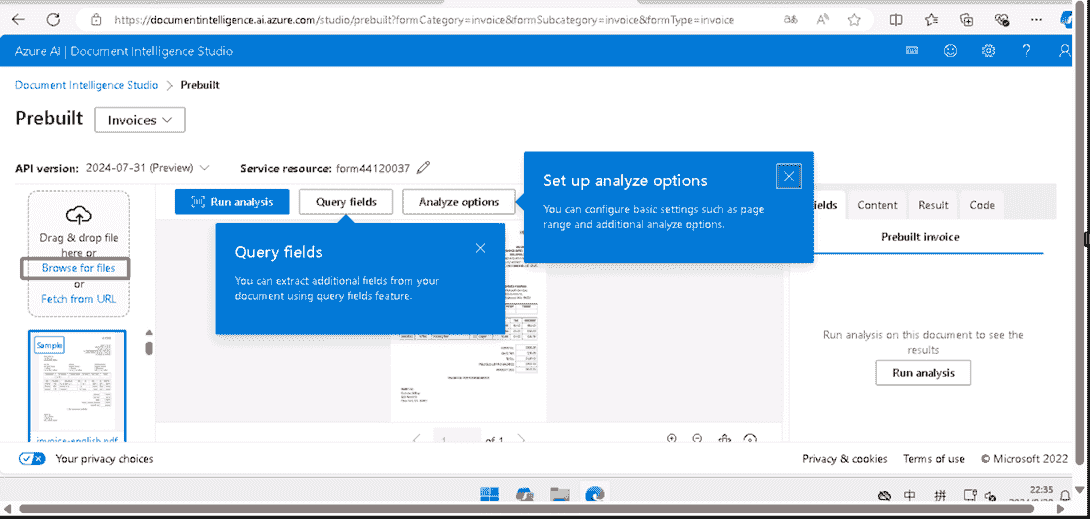 https://documentintelligence.ai.azure.com/studio/prebuilt?formCategory=invoice&formSubcategory=invoice&formType=invoice
Azure AI | Document Intelligence Studio
Document Intelligence Studio > Prebuilt
Prebuilt
Invoices
API version: 2024-07-31 (Preview)
Service resource: form44120037
Drag & drop file
here or
Browse for files
or
Fetch from URL
Sample
invoice-english.pdf
Run analysis
Query fields
Analyze options
Query fields
You can extract additional fields from your
document using query fields feature.
Set up analyze options
You can configure basic settings such as page
range and additional analyze options.
1 of 1
Content
Result
Code
Prebuilt invoice
Run analysis on this document to see the
results
Run analysis
Your privacy choices
Privacy & cookies
Terms of use
© Microsoft 2022
中
拼
22:35